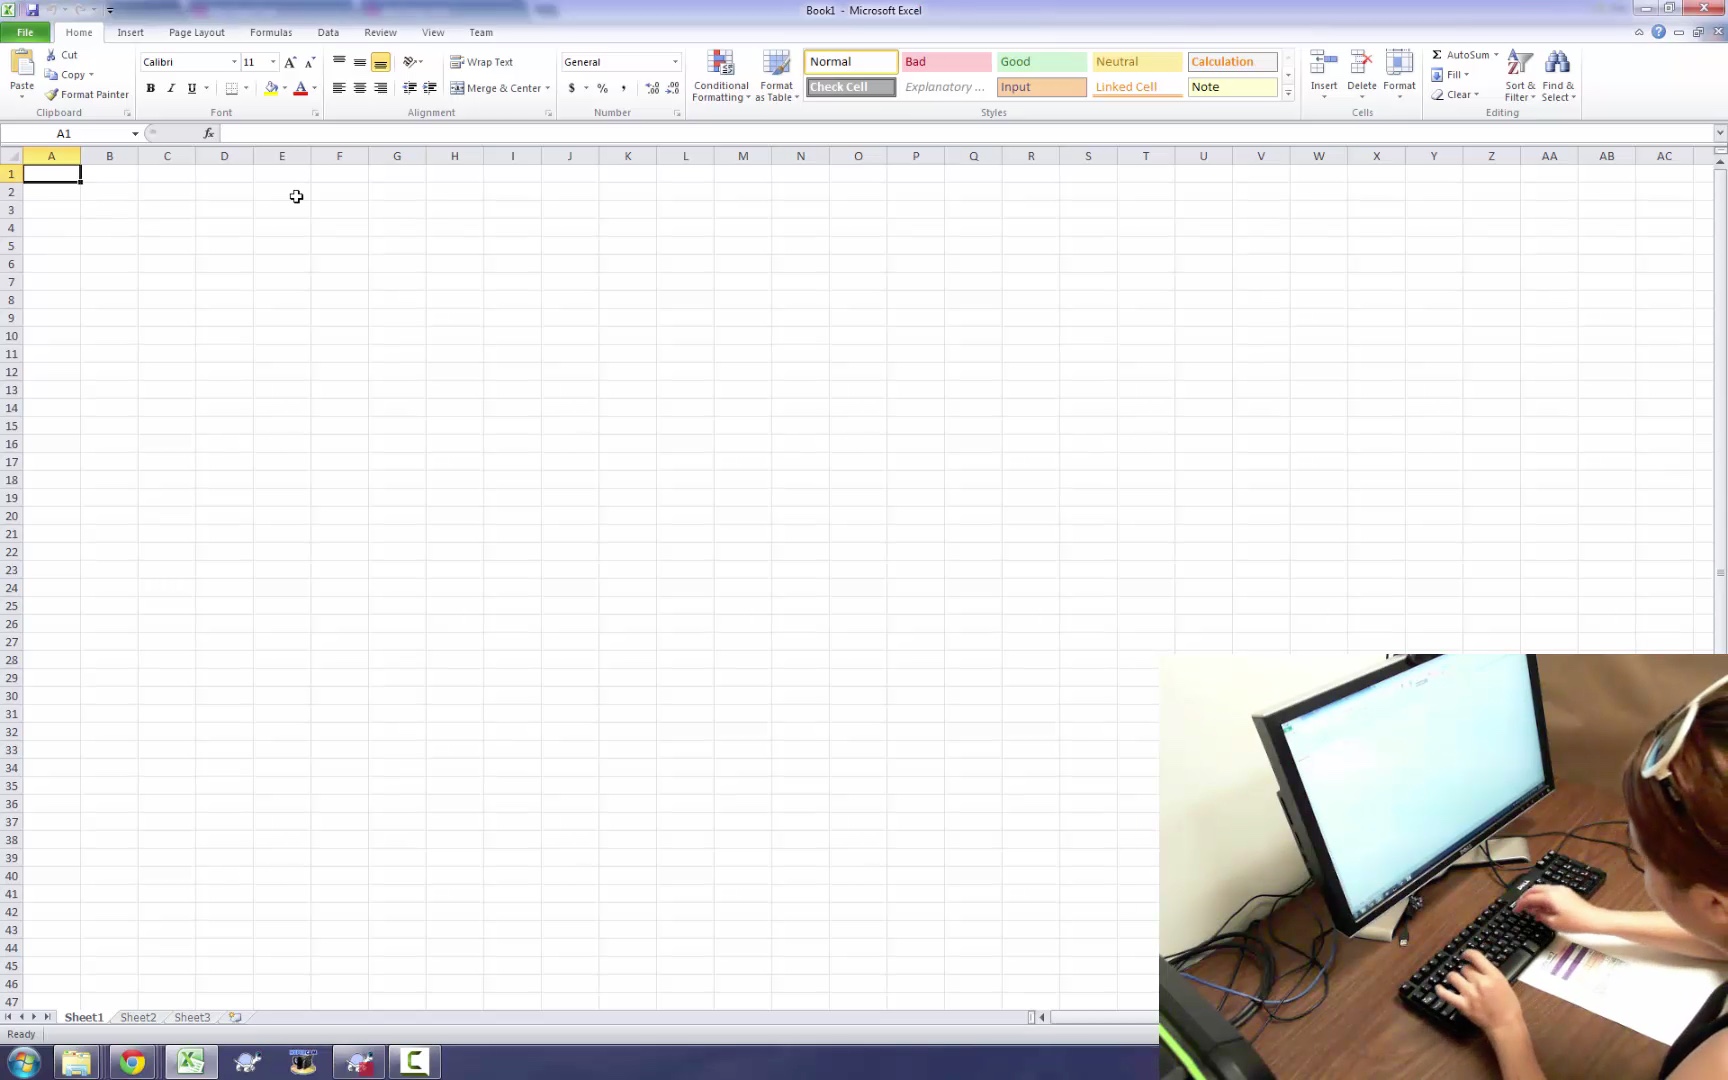 Book1 - Microsoft Excel
File Home Insert Page Layout Formulas Data Review View Team
Paste
Cut
Copy
Format Painter
Clipboard
Calibri 11
B I U
Font
Wrap Text
Merge & Center
Alignment
General
$ % ,
Number
Conditional Formatting
Format as Table
Normal Bad Good Neutral Calculation
Check Cell Explanatory ... Input Linked Cell Note
Styles
Insert Delete Format
Cells
Σ AutoSum
Fill
Clear
Sort & Filter
Find & Select
Editing
A1 fx
A B C D E F G H I J K L M N O P Q R S T U V W X Y Z AA AB AC
1
2
3
4
5
6
7
8
9
10
11
12
13
14
15
16
17
18
19
20
21
22
23
24
25
26
27
28
29
30
31
32
33
34
35
36
37
38
39
40
41
42
43
44
45
46
47
Sheet1 Sheet2 Sheet3
Ready